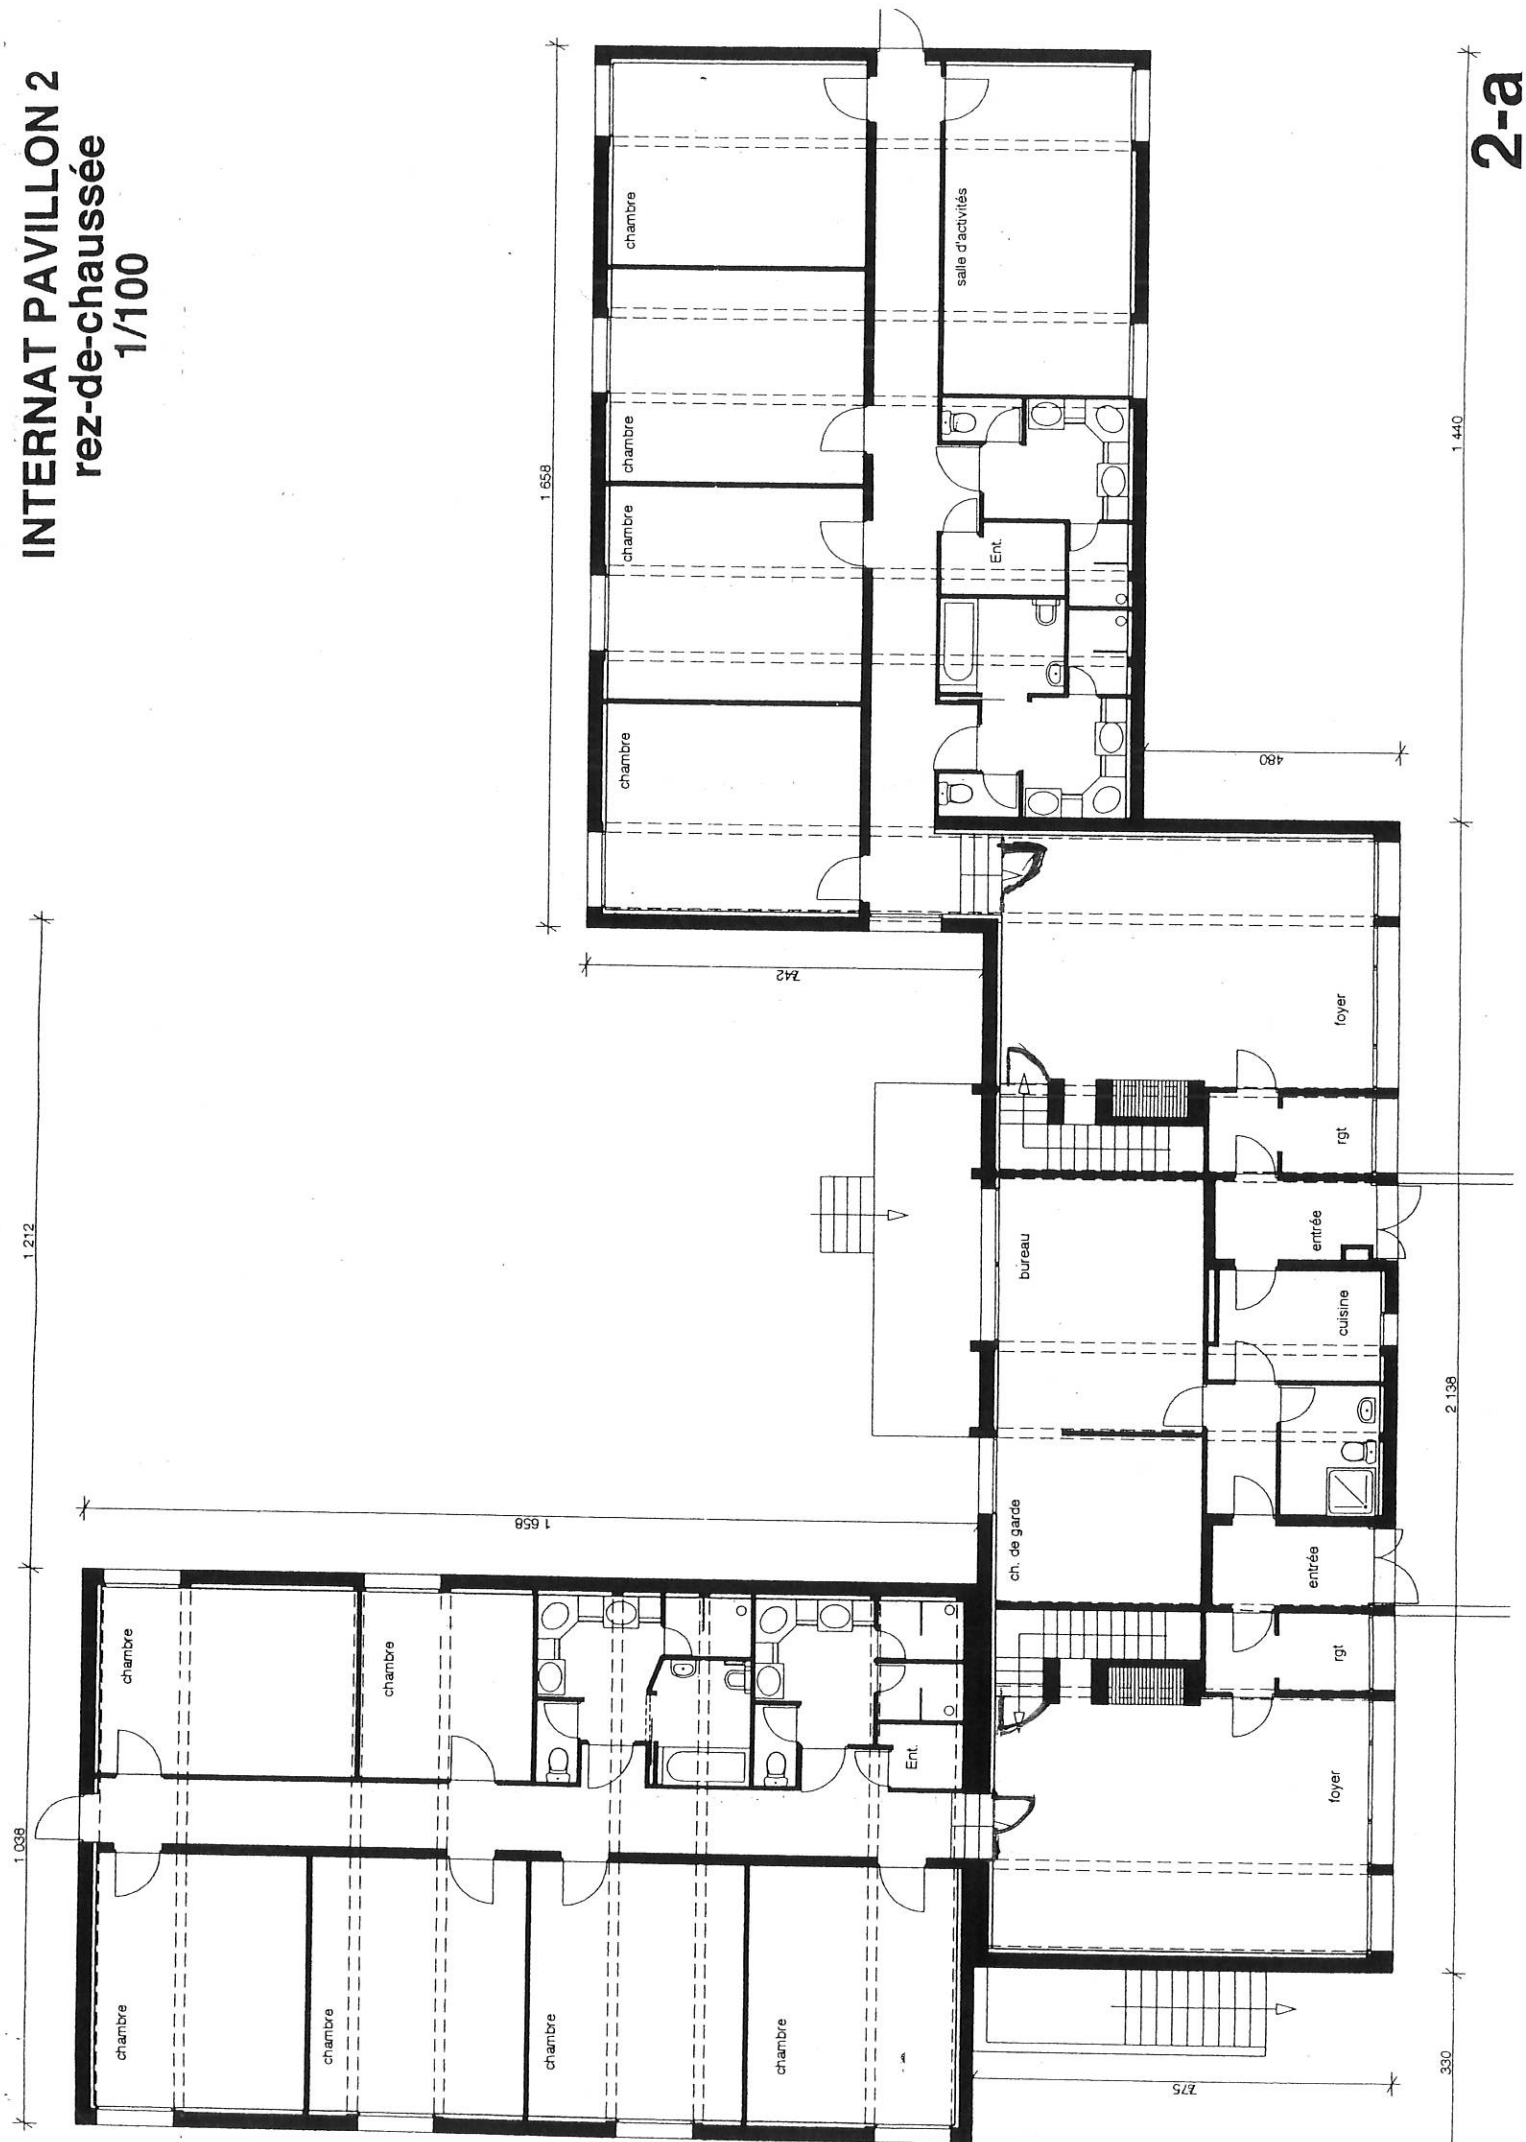 INTERNAT PAVILLON 2
rez-de-chaussée
1/100
2-a
1 658
1 440
480
742
1 212
1 038
1 658
2 138
330
775
chambre
chambre
chambre
chambre
salle d'activités
Ent.
foyer
rgt
entrée
bureau
cuisine
ch. de garde
entrée
rgt
foyer
chambre
chambre
Ent.
chambre
chambre
chambre
chambre